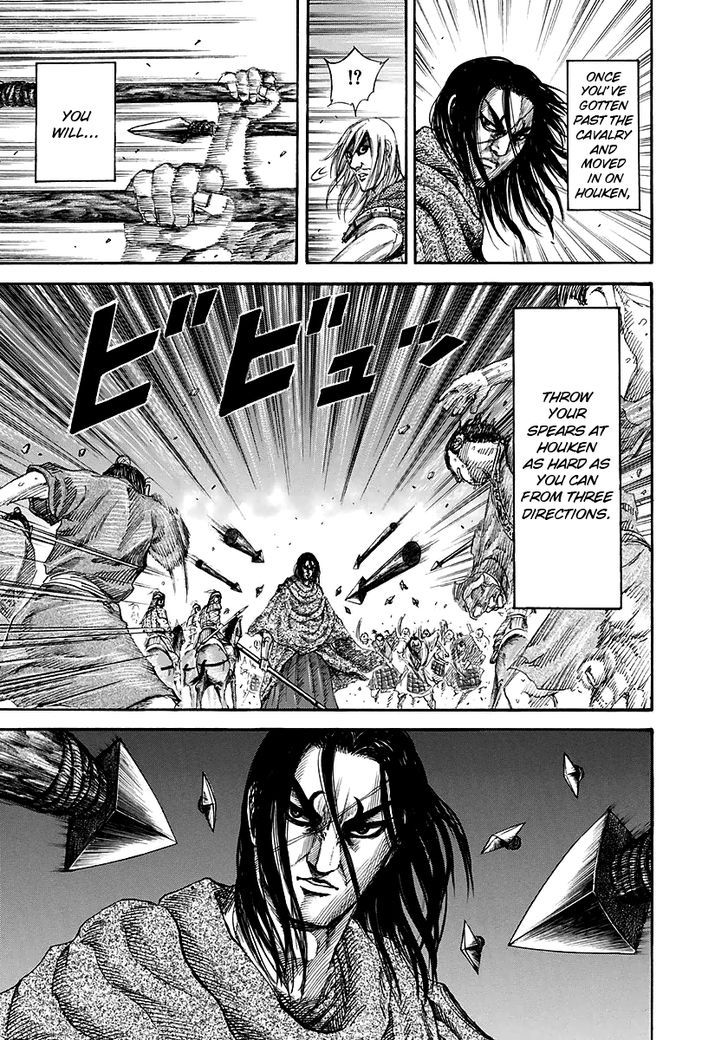 ONCE
YOU'VE
GOTTEN
PAST THE
CAVALRY
AND
MOVED
IN ON
HOUKEN,
!?
YOU
WILL...
THROW
YOUR
SPEARS AT
HOUKEN
AS HARD AS
YOU CAN
FROM THREE
DIRECTIONS.
ビビュン